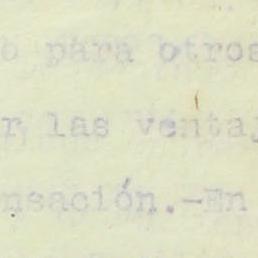 o para otros
r las ventaj
nsación.-En